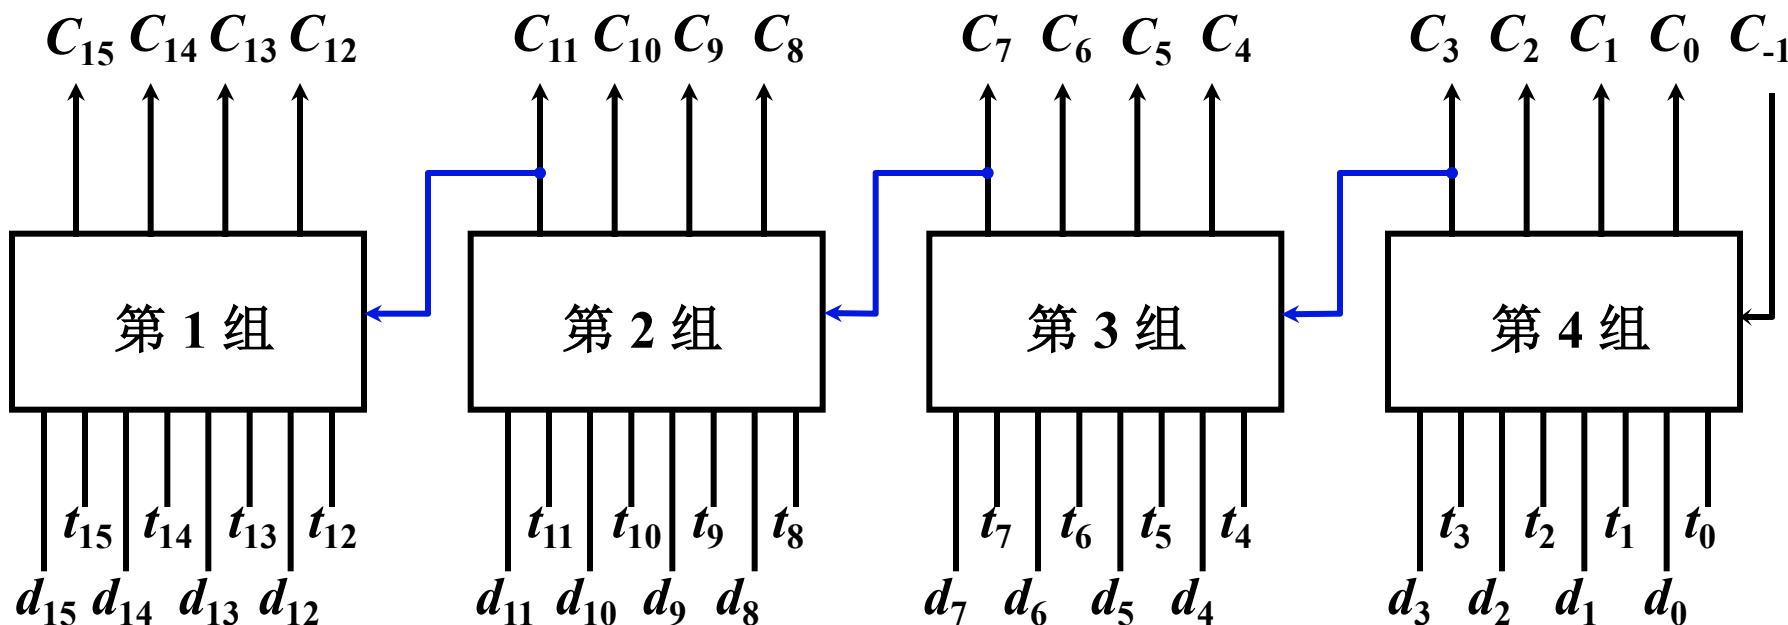 C15 C14 C13 C12 C11 C10 C9 C8 C7 C6 C5 C4 C3 C2 C1 C0 C-1
第 1 组 第 2 组 第 3 组 第 4 组
t15 t14 t13 t12 t11 t10 t9 t8 t7 t6 t5 t4 t3 t2 t1 t0
d15 d14 d13 d12 d11 d10 d9 d8 d7 d6 d5 d4 d3 d2 d1 d0